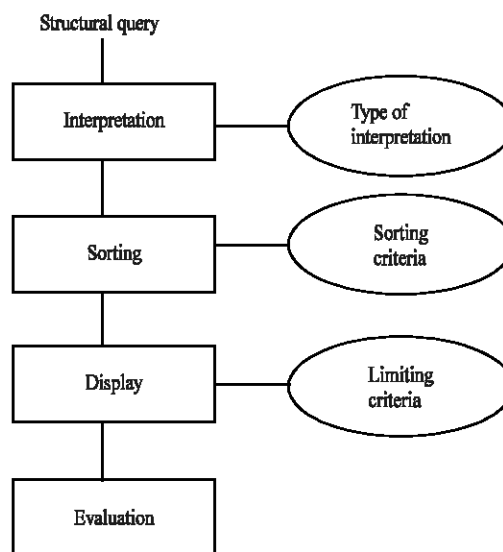 Structural query
Interpretation
Type of
interpretation
Sorting
Sorting
criteria
Display
Limiting
criteria
Evaluation